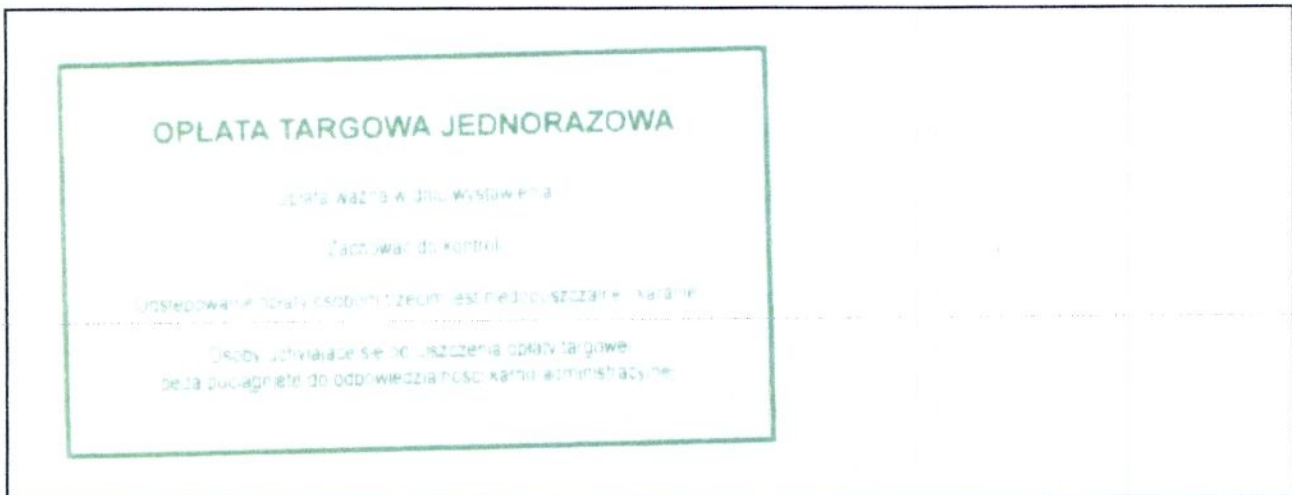 OPŁATA TARGOWA JEDNORAZOWA
Opłata ważna w dniu wystawienia
Zachować do kontroli
Odstępowanie opłaty osobom trzecim jest niedopuszczalne i karalne
Osoby uchylające się od uiszczenia opłaty targowej
będą pociągnięte do odpowiedzialności karno-administracyjnej